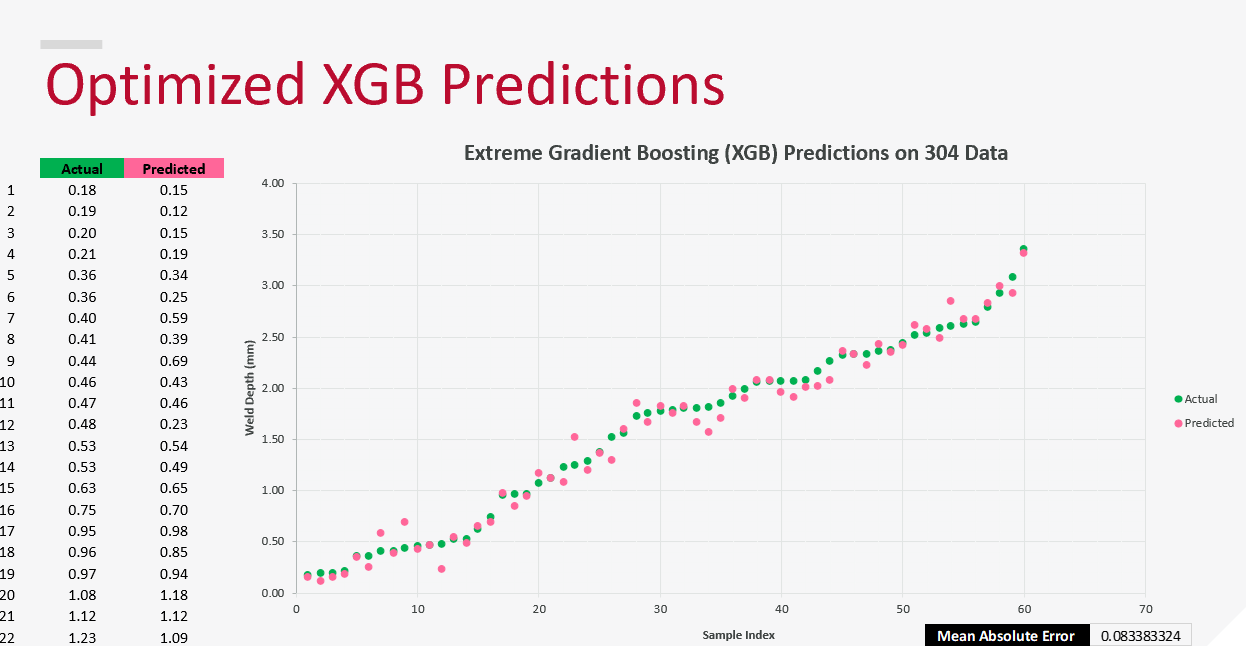 Optimized XGB Predictions
Actual Predicted
1 0.18 0.15
2 0.19 0.12
3 0.20 0.15
4 0.21 0.19
5 0.36 0.34
6 0.36 0.25
7 0.40 0.59
8 0.41 0.39
9 0.44 0.69
10 0.46 0.43
11 0.47 0.46
12 0.48 0.23
13 0.53 0.54
14 0.53 0.49
15 0.63 0.65
16 0.75 0.70
17 0.95 0.98
18 0.96 0.85
19 0.97 0.94
20 1.08 1.18
21 1.12 1.12
22 1.23 1.09
Extreme Gradient Boosting (XGB) Predictions on 304 Data
4.00
3.50
3.00
2.50
2.00
1.50
1.00
0.50
0.00
Weld Depth (mm)
0 10 20 30 40 50 60 70
Sample Index
Actual
Predicted
Mean Absolute Error 0.083383324